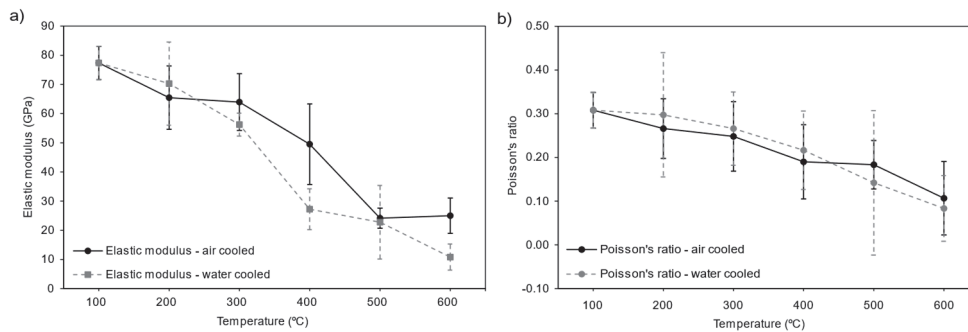 a)
90
80
70
60
50
40
30
20
10
0
Elastic modulus (GPa)
Elastic modulus - air cooled
Elastic modulus - water cooled
100 200 300 400 500 600
Temperature (ºC)
b)
0.50
0.40
0.30
0.20
0.10
0.00
-0.10
Poisson's ratio
Poisson's ratio - air cooled
Poisson's ratio - water cooled
100 200 300 400 500 600
Temperature (ºC)